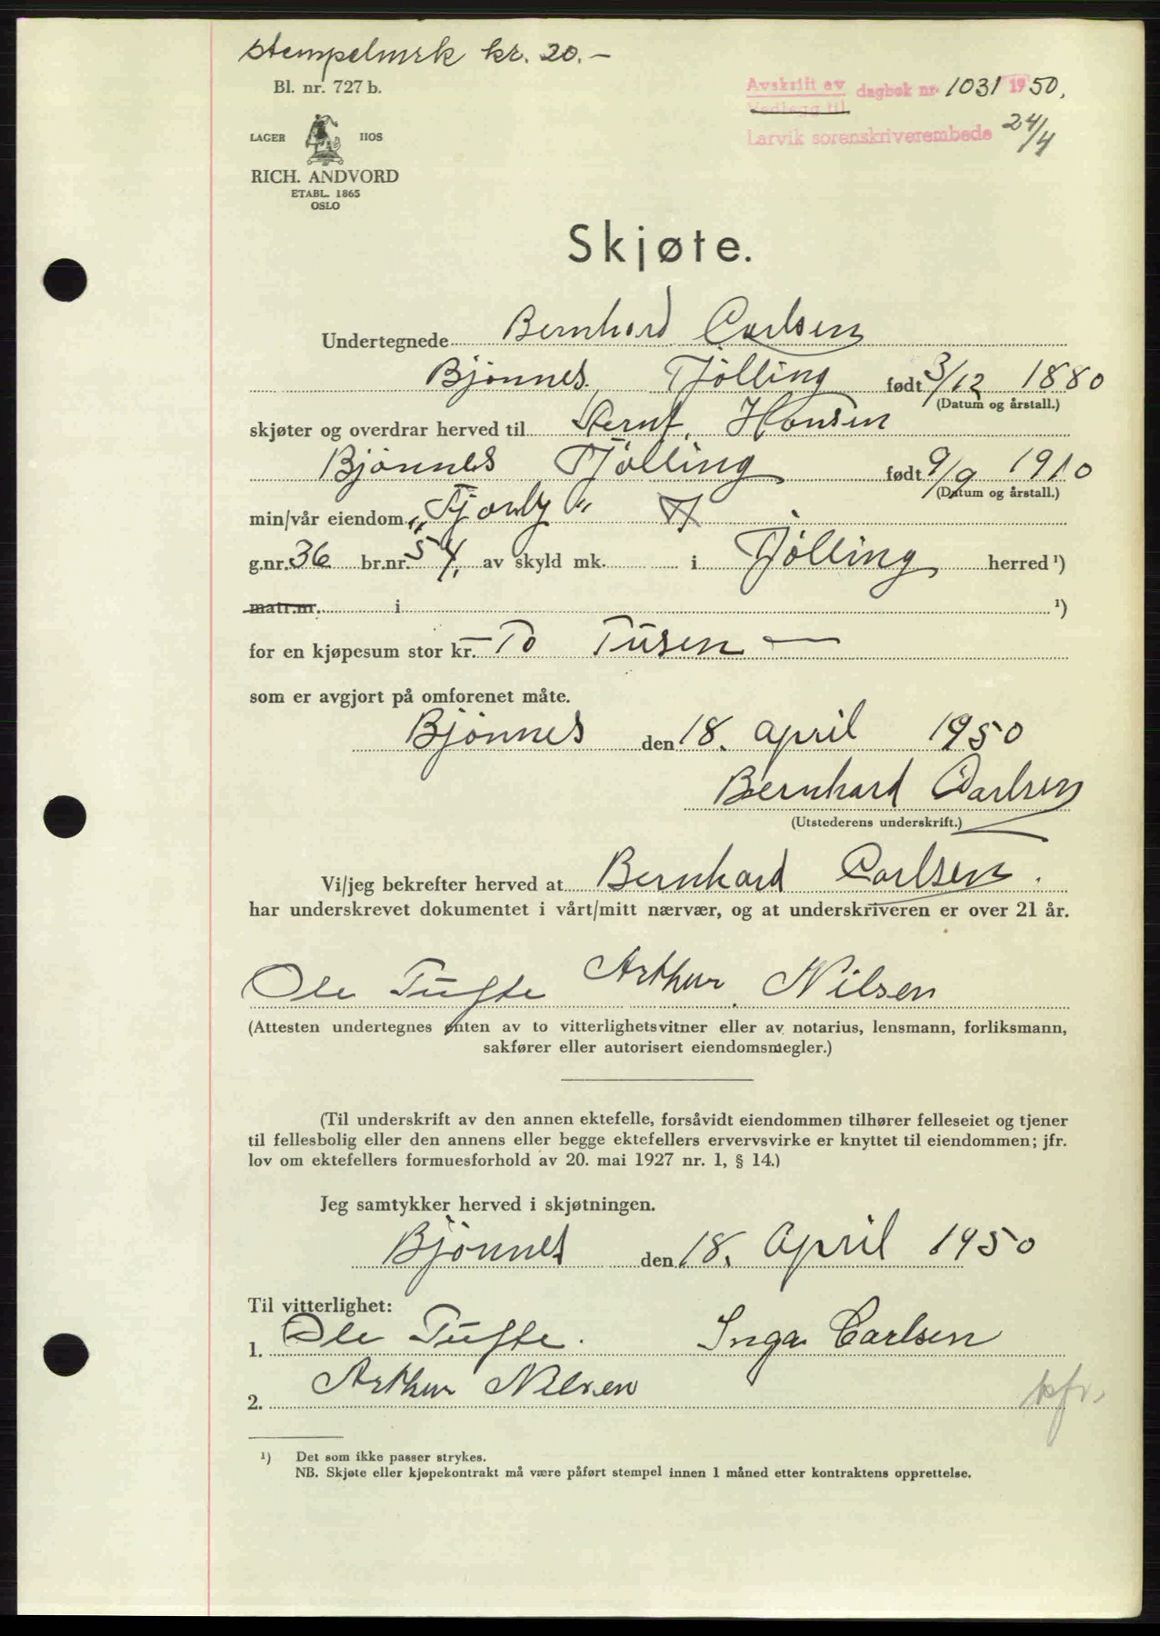 stempelmrk kr. 20.-
Bl. nr. 727 b.
Avskrift av dagbok nr. 1031 1950.
Vedlegg til
Larvik sorenskriverembede 24/4
LAGER HOS
RICH. ANDVORD
ETABL. 1865
OSLO
Skjøte.
Undertegnede Bernhard Carlsen
Bjønnes Tjølling født 3/12 1880
(Datum og årstall.)
skjøter og overdrar herved til Hansen
Bjønnes Tjølling født 9/9 1910
(Datum og årstall.)
min/vår eiendom
g.nr. 36 br.nr. 54, av skyld mk. i Tjølling herred ¹)
matr.nr. i ¹)
for en kjøpesum stor kr. To Tusen —
som er avgjort på omforenet måte.
Bjønnes den 18. april 1950
Bernhard Carlsen
(Utstederens underskrift.)
Vi/jeg bekrefter herved at Bernhard Carlsen.
har underskrevet dokumentet i vårt/mitt nærvær, og at underskriveren er over 21 år.
Ole Tufte Arthur Nilsen
(Attesten undertegnes enten av to vitterlighetsvitner eller av notarius, lensmann, forliksmann,
sakfører eller autorisert eiendomsmegler.)
(Til underskrift av den annen ektefelle, forsåvidt eiendommen tilhører felleseiet og tjener
til fellesbolig eller den annens eller begge ektefellers ervervsvirke er knyttet til eiendommen; jfr.
lov om ektefellers formuesforhold av 20. mai 1927 nr. 1, § 14.)
Jeg samtykker herved i skjøtningen.
Bjønnes den 18. april 1950
Til vitterlighet:
1. Ole Tufte. Inga Carlsen
2. Arthur Nilsen
¹) Det som ikke passer strykes.
NB. Skjøte eller kjøpekontrakt må være påført stempel innen 1 måned etter kontraktens opprettelse.